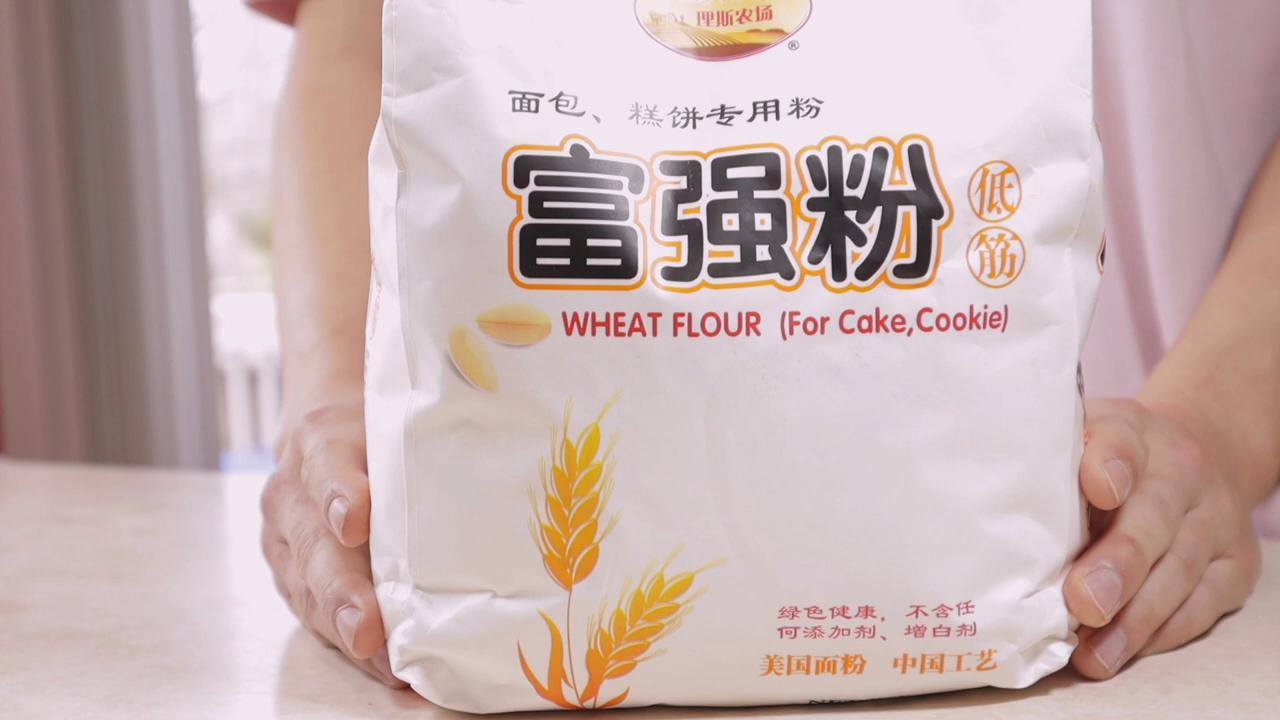 理斯农场
®
面包、糕饼专用粉
富强粉
低筋
WHEAT FLOUR (For Cake,Cookie)
绿色健康，不含任
何添加剂、增白剂
美国面粉 中国工艺